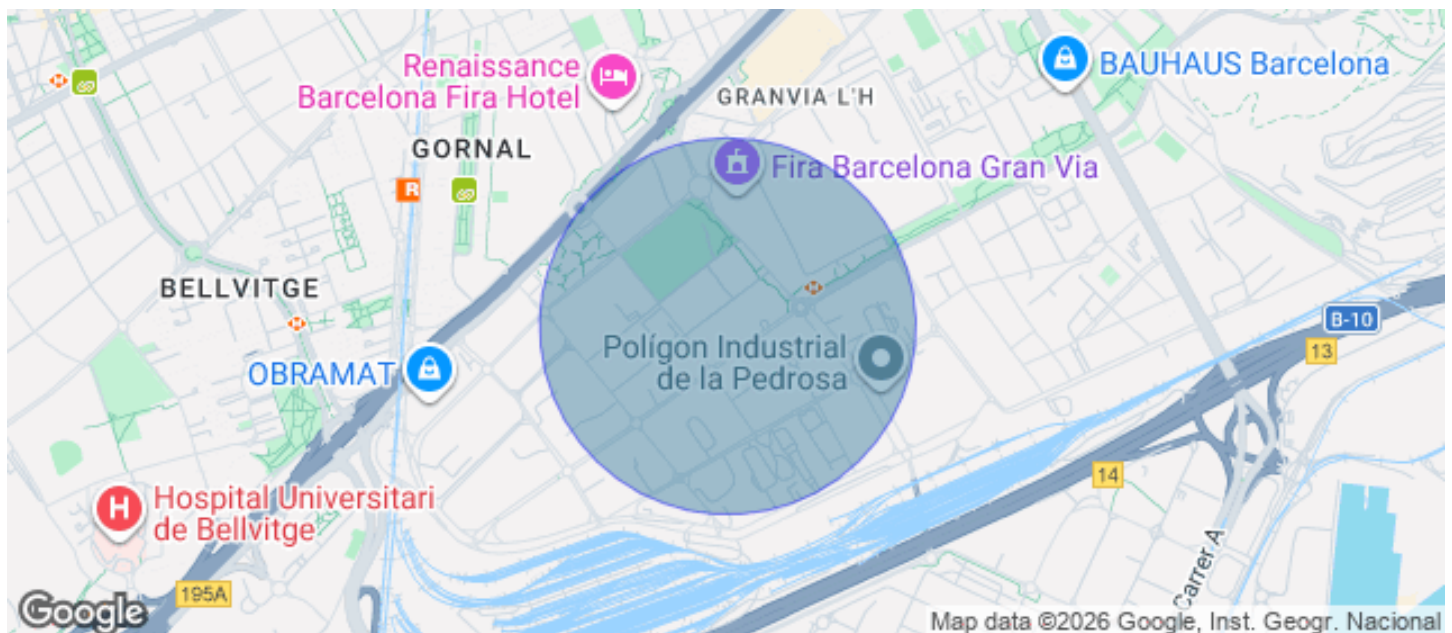 Renaissance
Barcelona Fira Hotel
BAUHAUS Barcelona
GRANVIA L'H
GORNAL
R
Fira Barcelona Gran Via
BELLVITGE
B-10
13
Polígon Industrial
de la Pedrosa
OBRAMAT
14
H
Hospital Universitari
de Bellvitge
Carrer A
195A
Google
Map data ©2026 Google, Inst. Geogr. Nacional